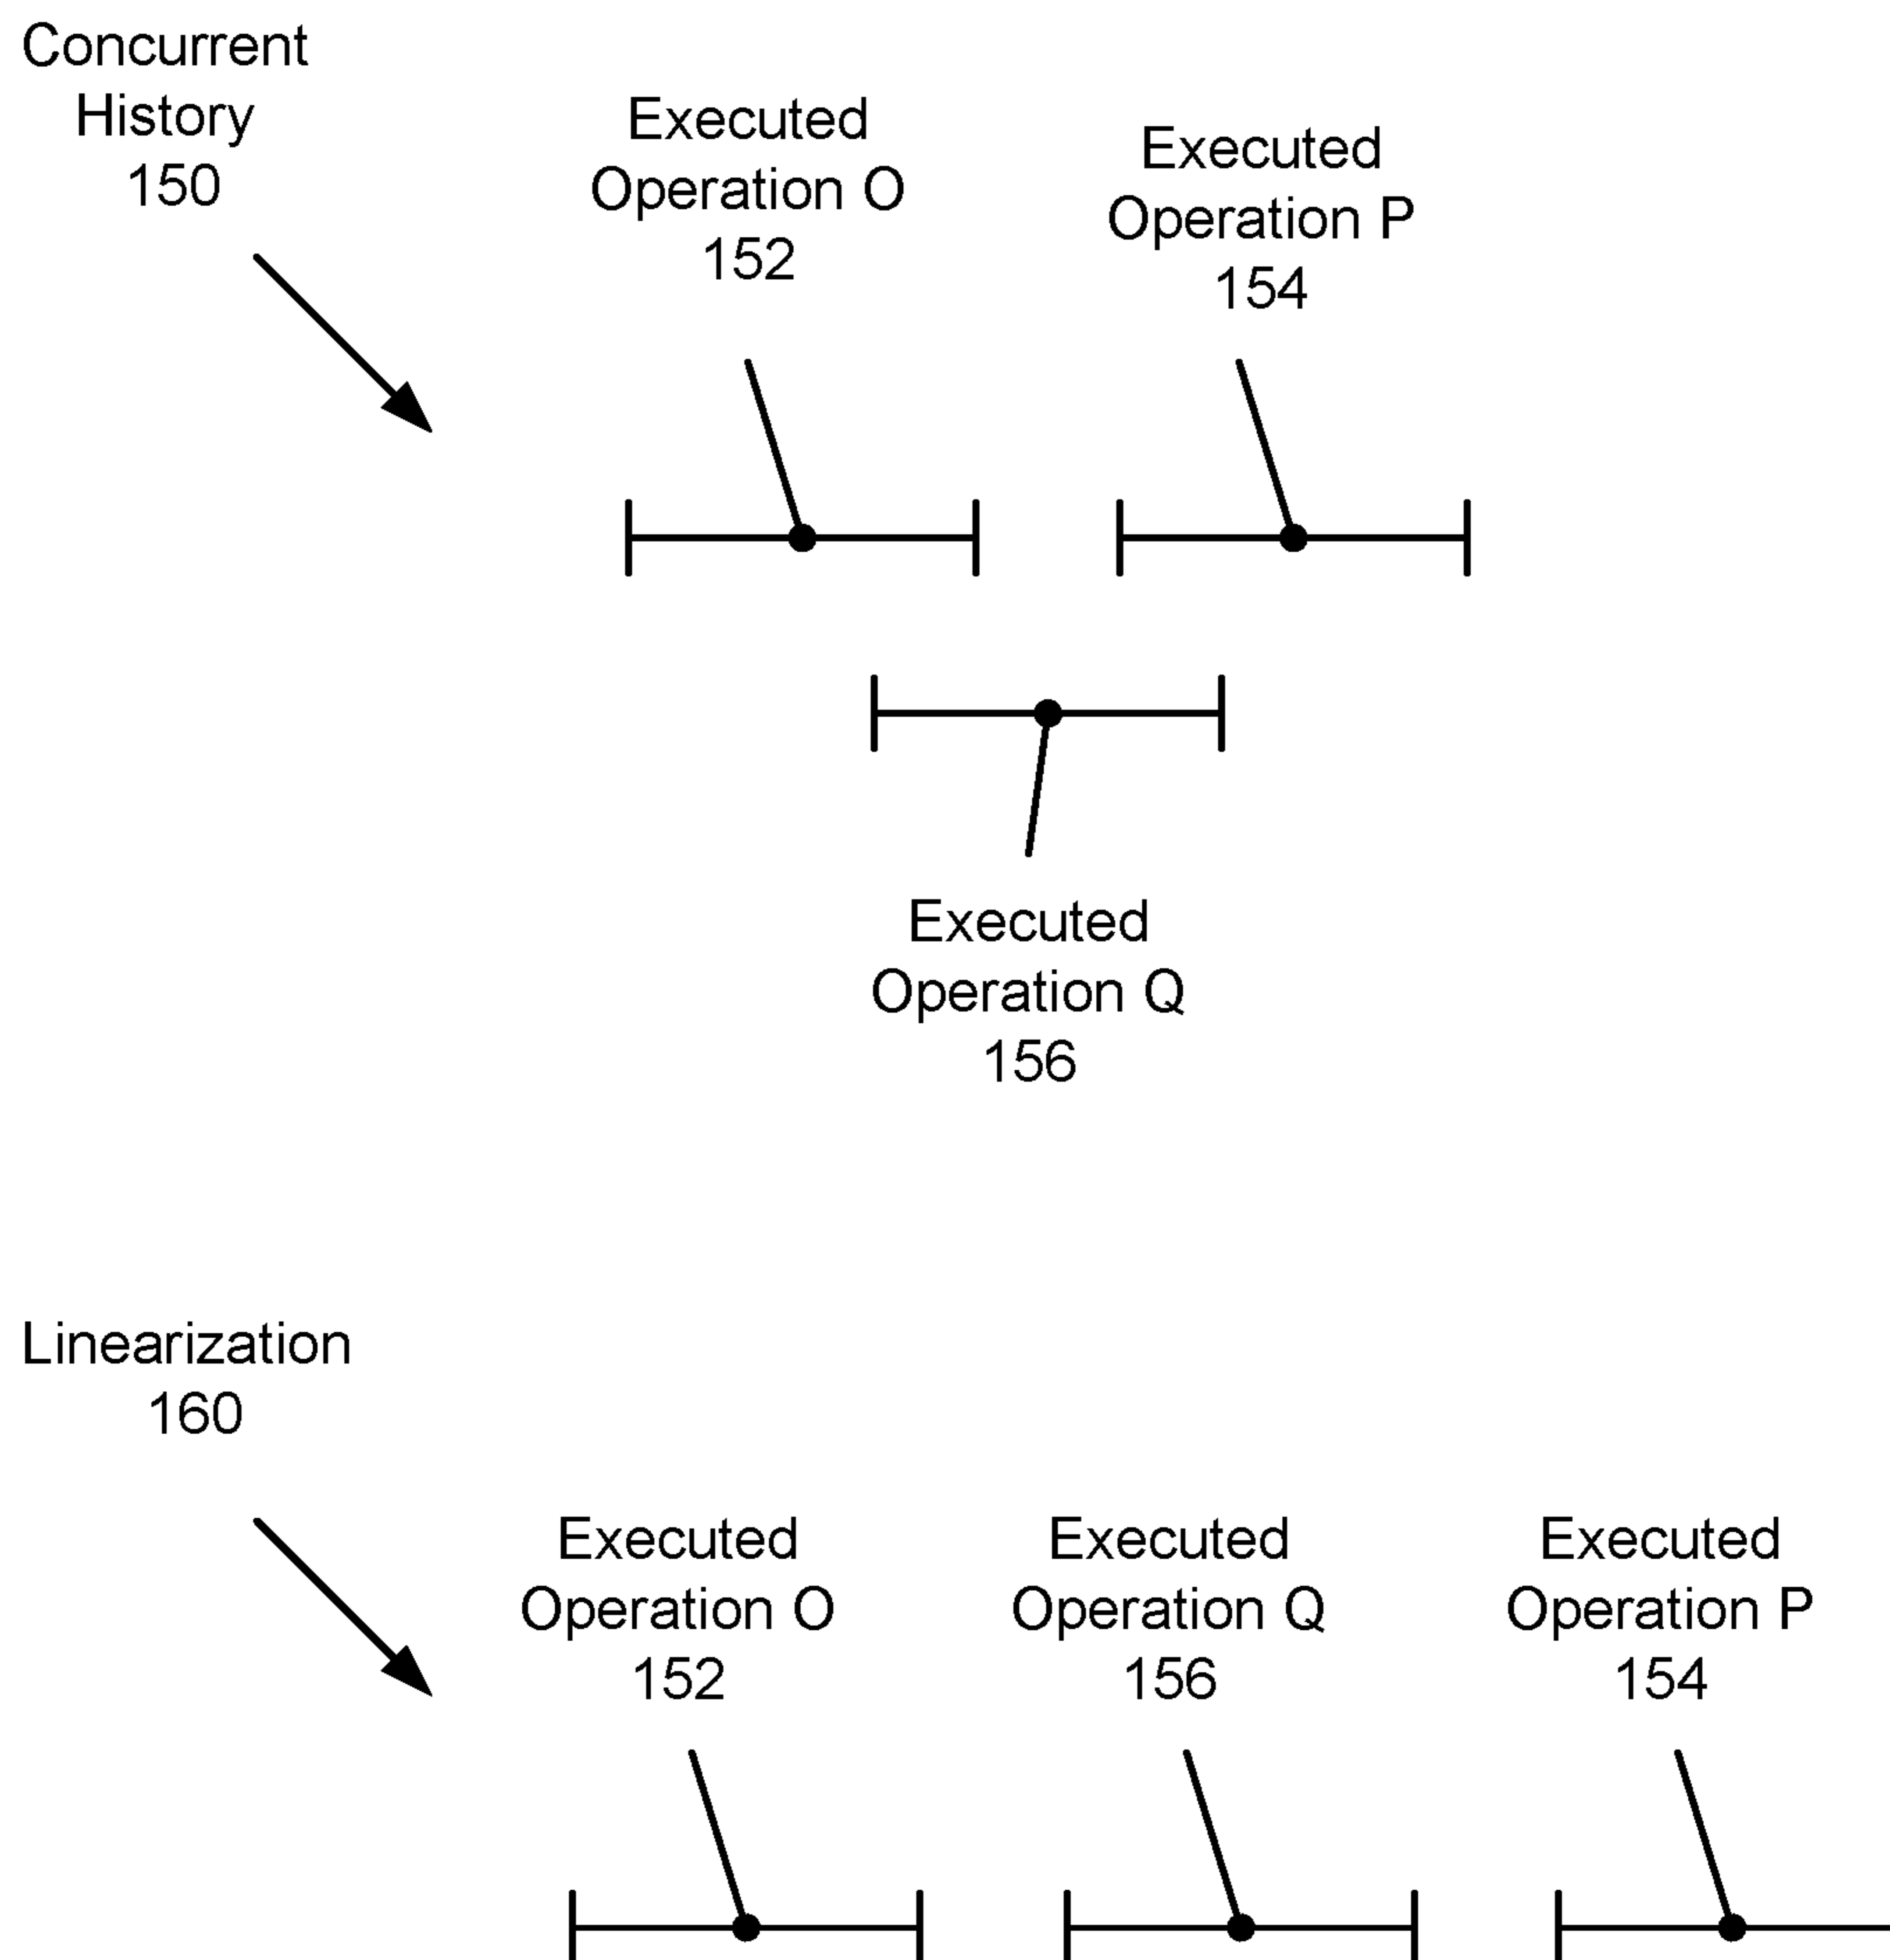 Concurrent
History
150
Executed
Operation O
152
Executed
Operation P
154
Executed
Operation Q
156
Linearization
160
Executed
Operation O
152
Executed
Operation Q
156
Executed
Operation P
154